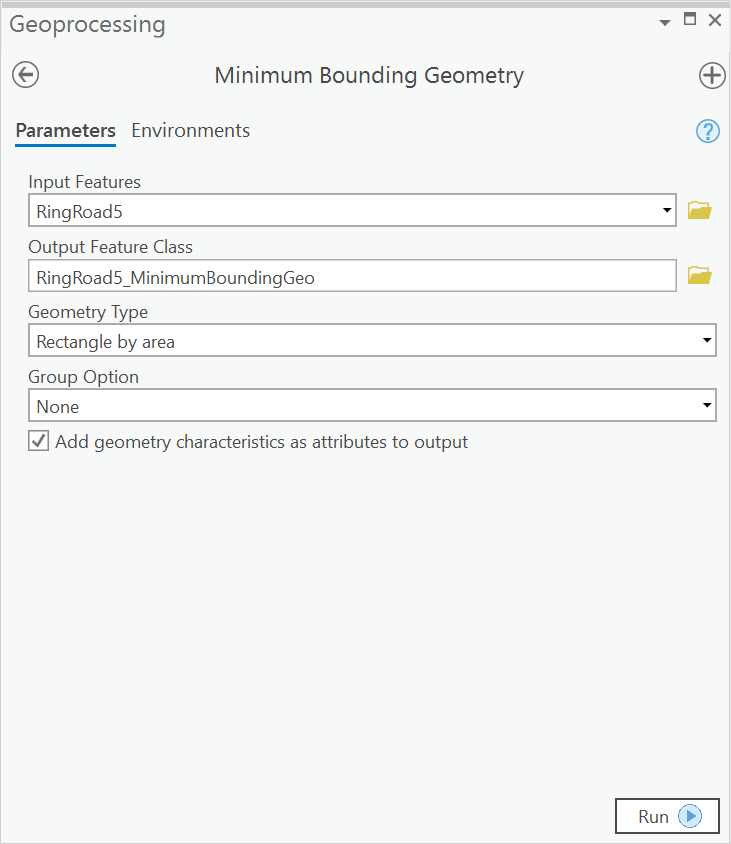 Geoprocessing
Minimum Bounding Geometry
Parameters Environments
Input Features
RingRoad5
Output Feature Class
RingRoad5_MinimumBoundingGeo
Geometry Type
Rectangle by area
Group Option
None
Add geometry characteristics as attributes to output
Run